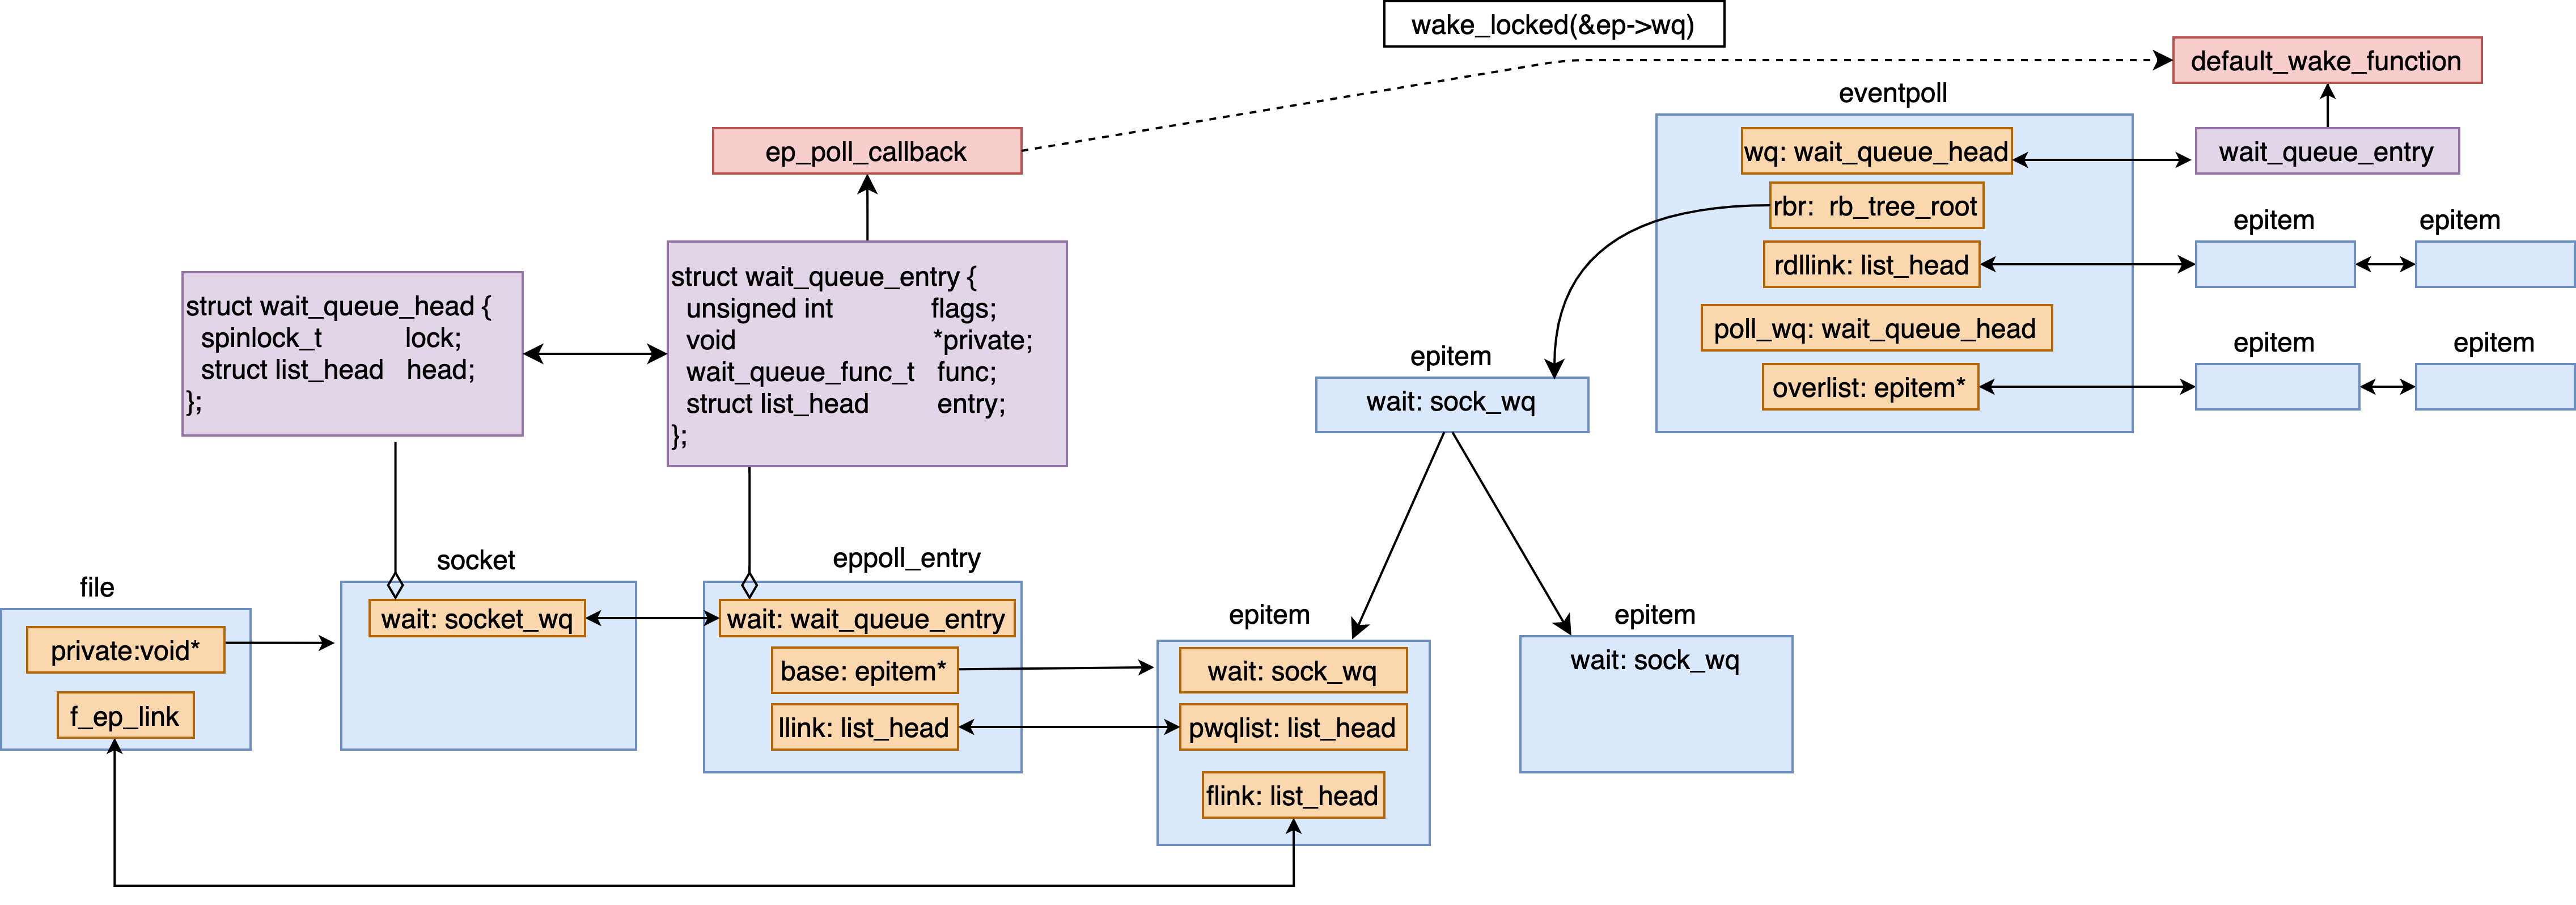 wake_locked(&ep->wq)
default_wake_function
eventpoll
ep_poll_callback
wq: wait_queue_head
wait_queue_entry
rbr: rb_tree_root
epitem
epitem
rdllink: list_head
poll_wq: wait_queue_head
epitem
epitem
overlist: epitem*
struct wait_queue_head {
spinlock_t lock;
struct list_head head;
};
struct wait_queue_entry {
unsigned int flags;
void *private;
wait_queue_func_t func;
struct list_head entry;
};
epitem
wait: sock_wq
file
private:void*
f_ep_link
socket
wait: socket_wq
eppoll_entry
wait: wait_queue_entry
base: epitem*
llink: list_head
epitem
wait: sock_wq
pwqlist: list_head
flink: list_head
epitem
wait: sock_wq